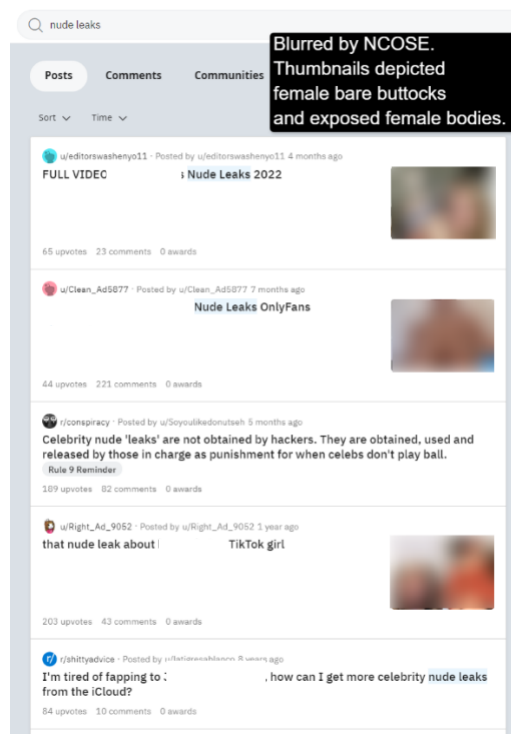 nude leaks
Blurred by NCOSE.
Thumbnails depicted
female bare buttocks
and exposed female bodies.
Posts Comments Communities
Sort Time
u/editorswashenyo11 · Posted by u/editorswashenyo11 4 months ago
FULL VIDEO Nude Leaks 2022
65 upvotes 23 comments 0 awards
u/Clean_Ad5877 · Posted by u/Clean_Ad5877 7 months ago
Nude Leaks OnlyFans
44 upvotes 221 comments 0 awards
r/conspiracy · Posted by u/Soyoulikedonutseh 5 months ago
Celebrity nude 'leaks' are not obtained by hackers. They are obtained, used and
released by those in charge as punishment for when celebs don't play ball.
Rule 9 Reminder
189 upvotes 82 comments 0 awards
u/Right_Ad_9052 · Posted by u/Right_Ad_9052 1 year ago
that nude leak about TikTok girl
203 upvotes 43 comments 0 awards
r/shittyadvice · Posted by 8 years ago
I'm tired of fapping to , how can I get more celebrity nude leaks
from the iCloud?
84 upvotes 10 comments 0 awards